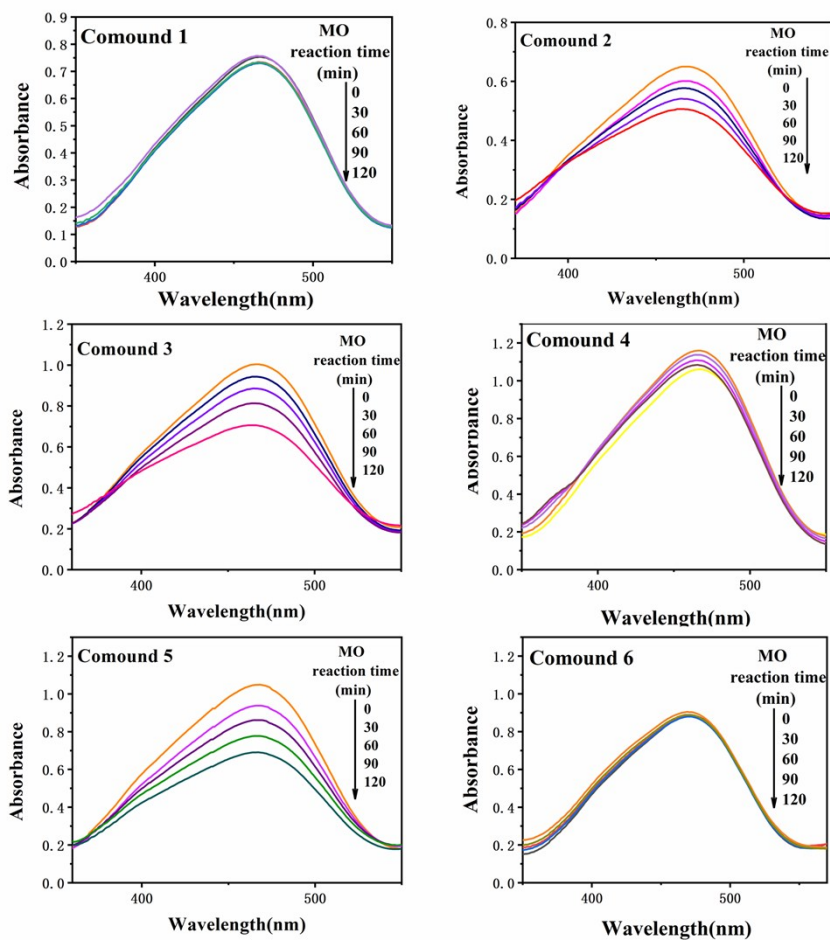 Comound 1
MO
reaction time
(min)
0
30
60
90
120
0.9
0.8
0.7
0.6
0.5
0.4
0.3
0.2
0.1
0.0
Absorbance
400 500
Wavelength(nm)
Comound 2
MO
reaction time
(min)
0
30
60
90
120
0.8
0.6
0.4
0.2
0.0
Absorbance
400 500
Wavelength(nm)
Comound 3
MO
reaction time
(min)
0
30
60
90
120
1.2
1.0
0.8
0.6
0.4
0.2
0.0
Absorbance
400 500
Wavelength(nm)
Comound 4
MO
reaction time
(min)
0
30
60
90
120
1.2
1.0
0.8
0.6
0.4
0.2
0.0
Absorbance
400 500
Wavelength(nm)
Comound 5
MO
reaction time
(min)
0
30
60
90
120
1.2
1.0
0.8
0.6
0.4
0.2
0.0
Absorbance
400 500
Wavelength(nm)
Comound 6
MO
reaction time
(min)
0
30
60
90
120
1.2
1.0
0.8
0.6
0.4
0.2
0.0
Absorbance
400 500
Wavelength(nm)